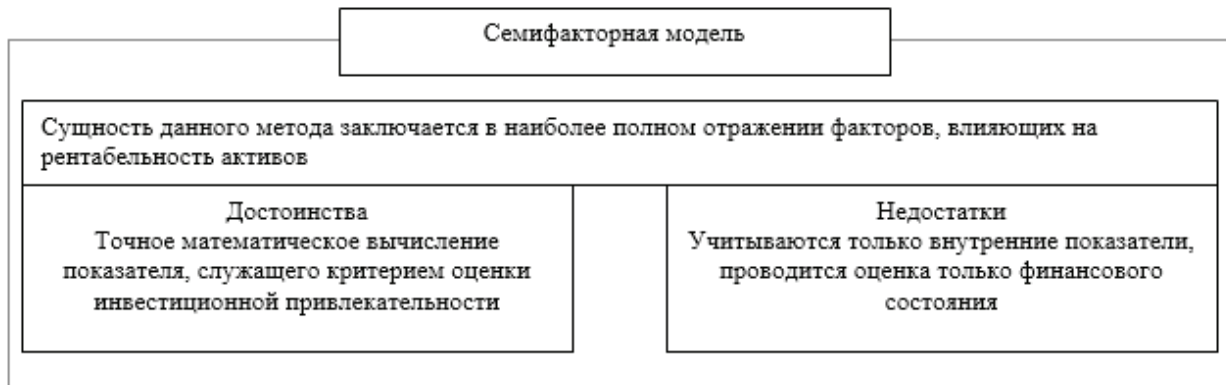 Семифакторная модель
Сущность данного метода заключается в наиболее полном отражении факторов, влияющих на
рентабельность активов
Достоинства
Точное математическое вычисление
показателя, служащего критерием оценки
инвестиционной привлекательности
Недостатки
Учитываются только внутренние показатели,
проводится оценка только финансового
состояния